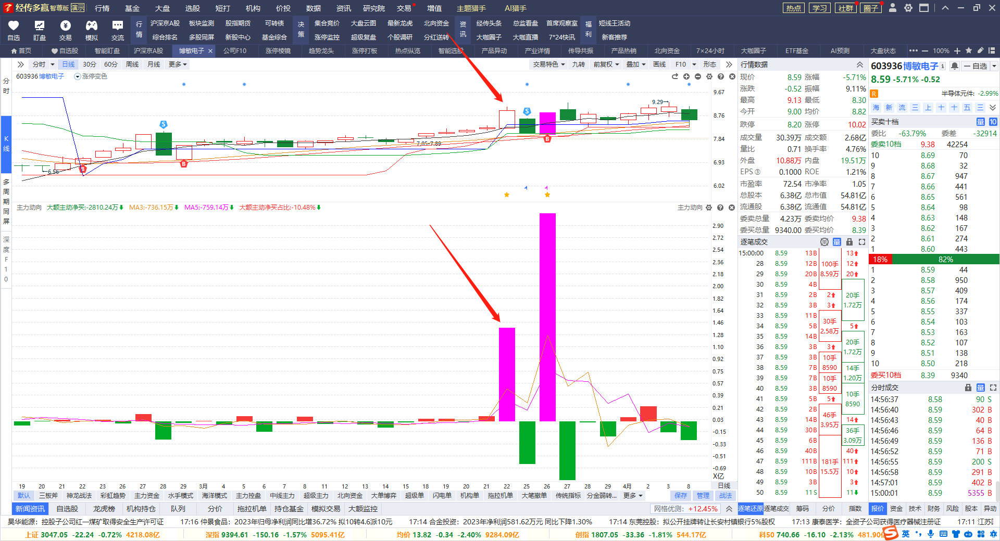 经传多赢 智尊版 演示 行情 基金 大盘 选股 短打 机构 价投 数据 资讯 研究院 交易 增值 主题猎手 AI猎手 热点 学习 社群 圈子
自选 盯盘 交易 模拟 交流
行情 沪深京A股 板块监测 股指期货 可转债 决策 集合竞价 大盘云图 最新龙虎 北向资金 资讯 经传头条 总监看盘 首席观察室 福利 短线王活动
综合排名 多股同屏 新股中心 基金综合 涨停监控 超级复盘 个股调研 分红送转 大咖圈子 大咖直播 7*24快讯 新客推荐
首页 自选股 智能盯盘 沪深京A股 博敏电子 公司F10 涨停棱镜 趋势龙头 涨停打板 热点纵览 智能选股 产品异动 产业详情 传导共振 产品热销 北向资金 7×24小时 大咖圈子 ETF基金 AI预测 大盘状态 100%
分时 K线 多周期同屏 深度F10
分时 日线 30分 60分 周线 月线 更多 交易特色 九转 前复权 叠加 画线 F10 形态
603936 博敏电子 涨停变色
9.67
8.76
7.84
6.93
6.02
9.29
7.85-7.89
6.56
S
B
B
S
B
主力动向 大额主动净买:-2810.24万 MA3:-736.15万 MA5:-759.14万 大额主动净买占比:-10.48% 主力动向
2.90
2.72
2.54
2.36
2.18
2.00
1.82
1.64
1.46
1.28
1.10
0.92
0.75
0.57
0.39
0.21
0.03
-0.15
-0.33
-0.51
-0.69
X亿
19 20 21 22 23 26 27 28 29 3月 4 5 6 7 8 11 12 13 14 15 18 19 20 21 22 25 26 27 28 29 4月 2 3 8 日线
默认 三板斧 神龙战法 彩虹趋势 主力资金 水手模式 海洋模式 主力控盘 中线主力 超级主力 北向资金 大单博弈 超级单 闪电单 机构单 拖拉机单 大笔撤单 传统指标 分金弱转... 更多 保存 管理 战法
新闻资讯 自选股 龙虎榜 机构持仓 队列 分价 拖拉机单 持仓基金 模拟交易 大额监控 网格优测: +12.45%
行情数据
现价 8.59 涨幅 -5.71%
涨跌 -0.52 振幅 9.11%
最高 9.13 最低 8.30
今开 9.00 均价 8.82
跌停 8.20 涨停 10.02
成交量 30.39万 成交额 2.68亿
量比 0.71 换手率 4.76%
外盘 10.88万 内盘 19.51万
EPS③ 0.1000 ROE 1.21%
市盈率 72.54 市净率 1.05
总股本 6.38亿 总市值 54.81亿
流通股 6.38亿 流通值 54.81亿
委卖总量 4.23万 委卖均价 9.38
委买总量 9340.00 委买均价 8.39
逐笔成交 单 量
15:00:00 8.59 13B 13
28 8.59 12B 100手 12
29 8.59 20B 8.59万 20
30 8.59 4B
31 8.59 2B 2 20手
32 8.59 3B 3 1.72万
33 8.59 11B 30手
34 8.59 5B 2.58万 5
35 8.59 14B 20手
36 8.59 3B 3 1.72万
37 8.59 3B 10手
38 8.59 7B 8590 14手
39 8.59 7B 10手 1.20万
40 8.59 3B 8590 10手
41 8.59 5B 5 8590
42 8.59 2B 46手
43 8.59 14B 3.95万 14
44 8.59 30B 36手
45 8.59 6B 3.09万
46 8.59 40B 40
47 8.59 111B 181手 111
48 8.59 10B 15.5万 10
49 8.59 3B 3
50 8.59 11S 11
逐笔还原 逐笔成交 筹码 分价 指数
603936博敏电子 自选
8.59 -5.71% -0.52
R 半导体元件: -2.99%
海 新 流 三 上 十 十 五 三
买卖十档 量 10
委比 -63.79% 委差 -32914
委卖10档 9.38 42254
10 8.69 70
9 8.68 32
8 8.67 947
7 8.66 441
6 8.65 561
5 8.64 98
4 8.63 148
3 8.62 167
2 8.61 274
1 8.60 443
18% 82%
1 8.59 44
2 8.58 950
3 8.57 409
4 8.56 174
5 8.55 337
6 8.54 103
7 8.53 163
8 8.52 107
9 8.51 138
10 8.50 218
委买10档 8.39 9340
分时成交 量
14:56:37 8.58 90 S
14:56:40 8.59 302 B
14:56:43 8.59 40 B
14:56:46 8.59 64 B
14:56:49 8.59 136 B
14:56:52 8.59 71 B
14:56:55 8.59 200 S
14:56:58 8.59 291 B
14:57:01 8.59 402 B
15:00:01 8.59 5355 B
报价 资金 技术 财务 风险 股本 异动
昊华能源：控股子公司红一煤矿取得安全生产许可证 17:16 仲景食品：2023年归母净利润同比增36.72% 拟10转4.6派10元 17:14 合金投资：2023年净利润581.62万元 同比下降1.30% 17:14 东莞控股：拟公开挂牌转让长安村镇银行5%股权 17:13 康泰医学：全资子公司获得医疗器械注册证 17:11 江苏
上证 3047.05 -22.24 -0.72% 4218.08亿 深指 9394.61 -150.16 -1.57% 5095.41亿 均价 13.82 -0.34 -2.40% 9284.09亿 创指 1807.05 -33.36 -1.81% 544.17亿 科50 740.66 -16.10 -2.13% 481.90亿 英